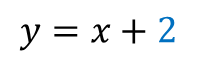 y = x + 2